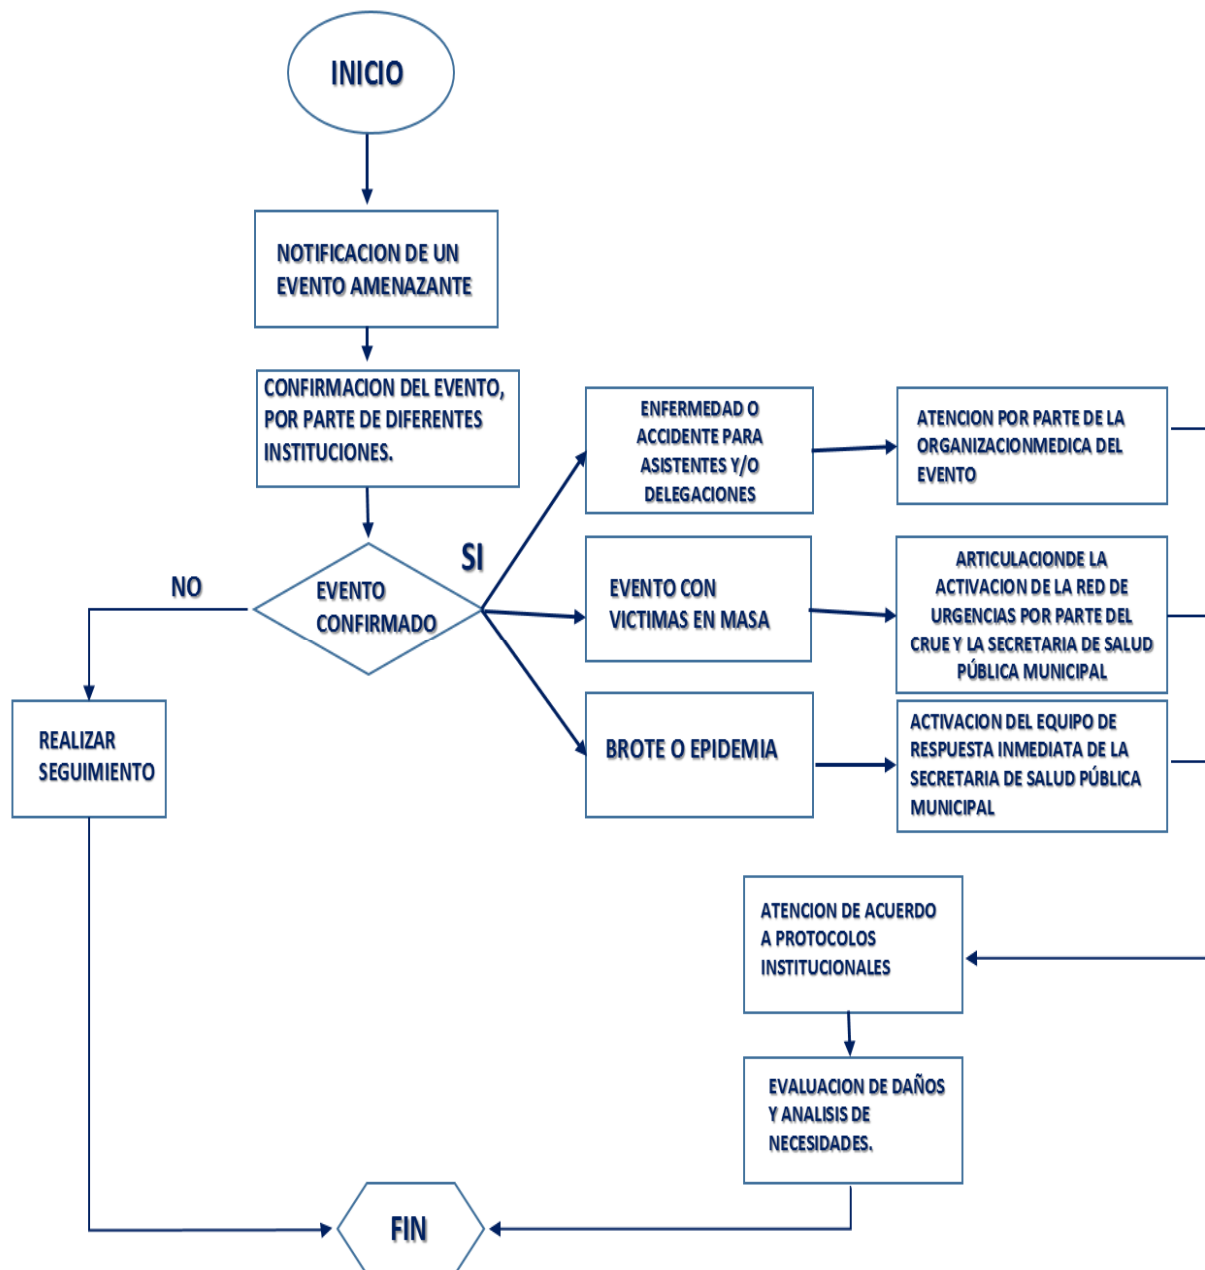 INICIO
NOTIFICACION DE UN
EVENTO AMENAZANTE
CONFIRMACION DEL EVENTO,
POR PARTE DE DIFERENTES
INSTITUCIONES.
EVENTO
CONFIRMADO
NO
SI
REALIZAR
SEGUIMIENTO
ENFERMEDAD O
ACCIDENTE PARA
ASISTENTES Y/O
DELEGACIONES
ATENCION POR PARTE DE LA
ORGANIZACIONMEDICA DEL
EVENTO
EVENTO CON
VICTIMAS EN MASA
ARTICULACIONDE LA
ACTIVACION DE LA RED DE
URGENCIAS POR PARTE DEL
CRUE Y LA SECRETARIA DE SALUD
PÚBLICA MUNICIPAL
BROTE O EPIDEMIA
ACTIVACION DEL EQUIPO DE
RESPUESTA INMEDIATA DE LA
SECRETARIA DE SALUD PÚBLICA
MUNICIPAL
ATENCION DE ACUERDO
A PROTOCOLOS
INSTITUCIONALES
EVALUACION DE DAÑOS
Y ANALISIS DE
NECESIDADES.
FIN